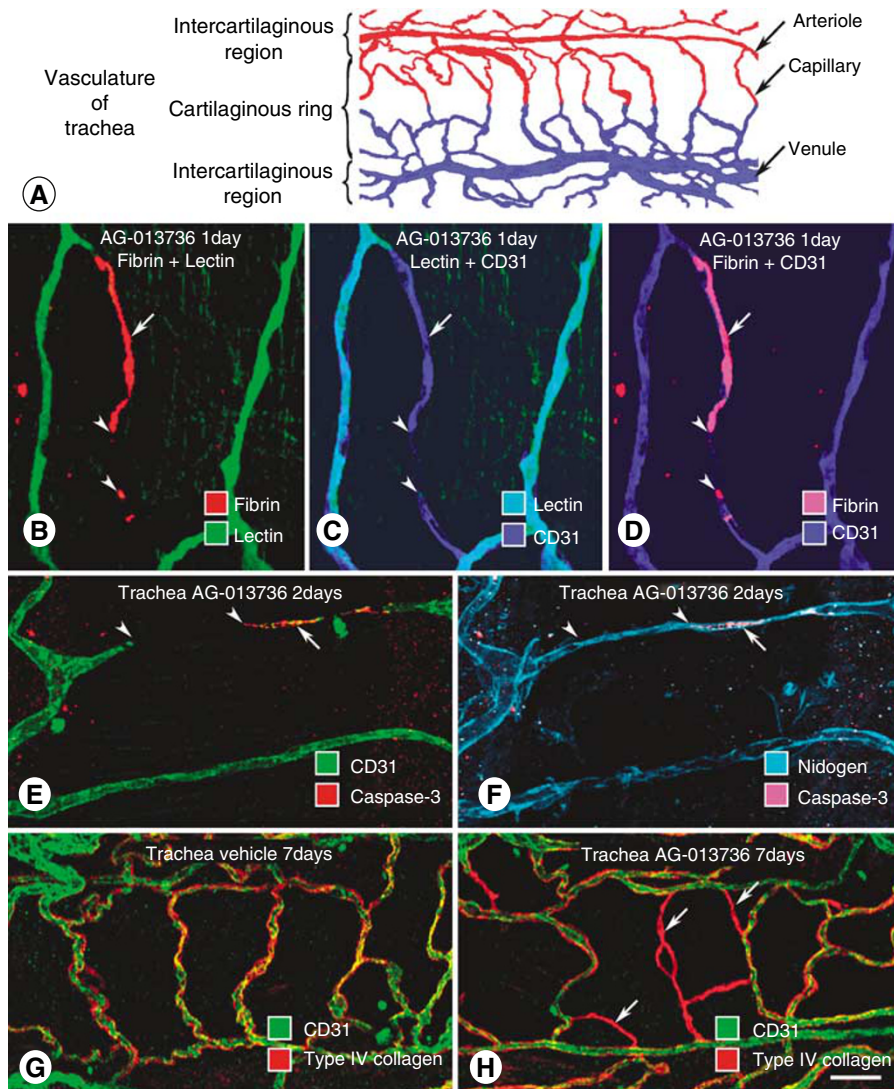 Intercartilaginous
region
Vasculature
of
trachea
Cartilaginous ring
Intercartilaginous
region
Arteriole
Capillary
Venule
A
AG-013736 1day
Fibrin + Lectin
Fibrin
Lectin
B
AG-013736 1day
Lectin + CD31
Lectin
CD31
C
AG-013736 1day
Fibrin + CD31
Fibrin
CD31
D
Trachea AG-013736 2days
CD31
Caspase-3
E
Trachea AG-013736 2days
Nidogen
Caspase-3
F
Trachea vehicle 7days
CD31
Type IV collagen
G
Trachea AG-013736 7days
CD31
Type IV collagen
H